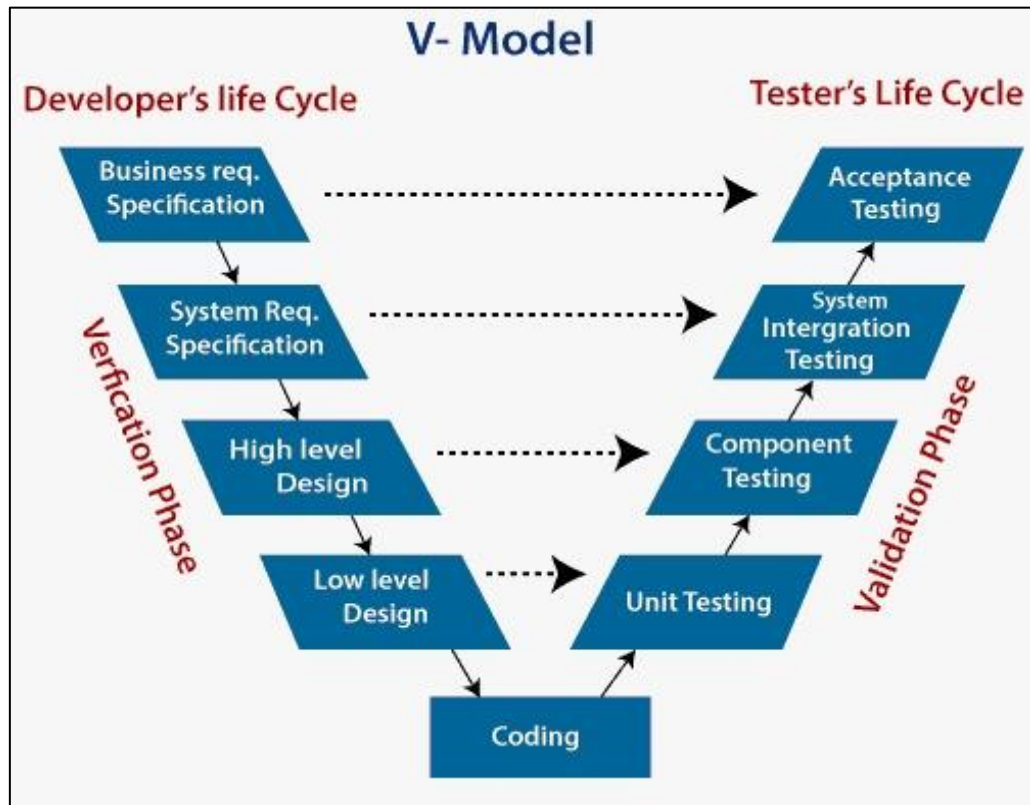 V- Model
Developer's life Cycle
Tester's Life Cycle
Business req.
Specification
Acceptance
Testing
System Req.
Specification
System
Intergration
Testing
High level
Design
Component
Testing
Low level
Design
Unit Testing
Coding
Verfication Phase
Validation Phase